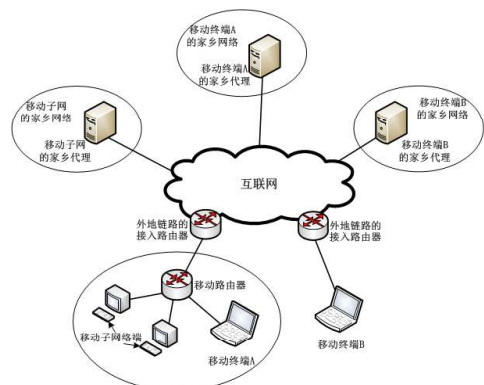 移动终端A
的家乡网络
移动终端A
的家乡代理
移动子网
的家乡网络
移动子网
的家乡代理
移动终端B
的家乡网络
移动终端B
的家乡代理
互联网
外地链路的
接入路由器
外地链路的
接入路由器
移动路由器
移动子网络端
移动终端A
移动终端B